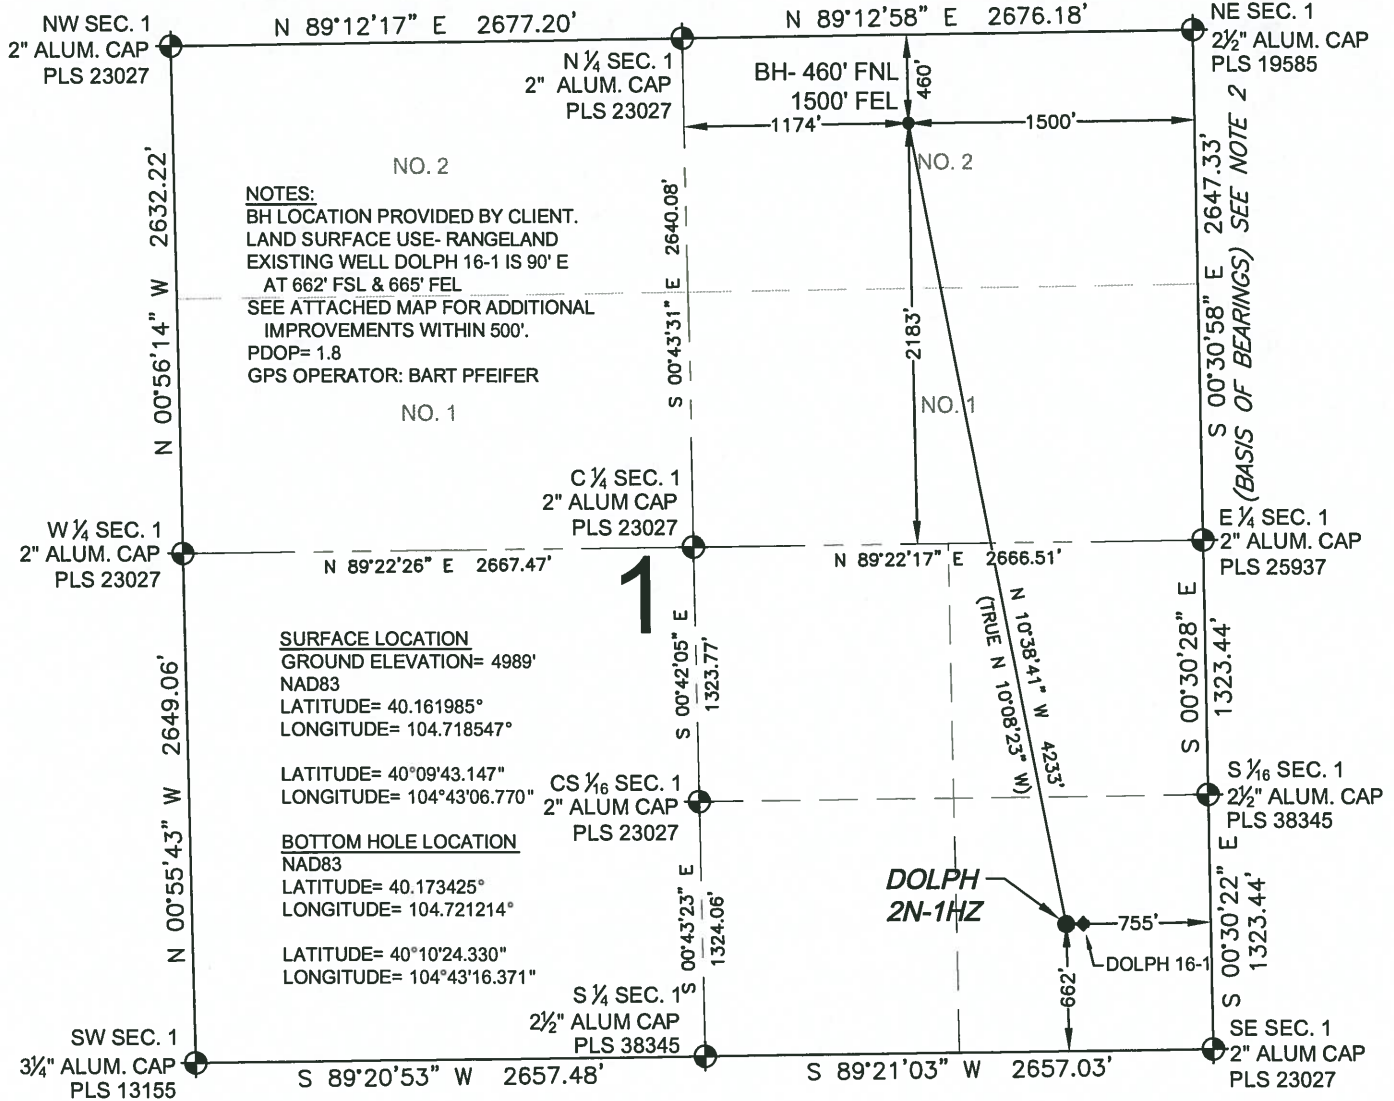 NW SEC. 1
2" ALUM. CAP
PLS 23027
N 89°12'17" E 2677.20'
N ¼ SEC. 1
2" ALUM. CAP
PLS 23027
N 89°12'58" E 2676.18'
NE SEC. 1
2½" ALUM. CAP
PLS 19585
BH- 460' FNL
1500' FEL
460'
1174'
1500'
NO. 2
NO. 2
N 00°56'14" W 2632.22'
NOTES:
BH LOCATION PROVIDED BY CLIENT.
LAND SURFACE USE- RANGELAND
EXISTING WELL DOLPH 16-1 IS 90' E
AT 662' FSL & 665' FEL
SEE ATTACHED MAP FOR ADDITIONAL
IMPROVEMENTS WITHIN 500'.
PDOP= 1.8
GPS OPERATOR: BART PFEIFER
NO. 1
S 00°43'31" E 2640.08'
2183'
NO. 1
S 00°30'58" E 2647.33'
(BASIS OF BEARINGS) SEE NOTE 2
C ¼ SEC. 1
2" ALUM CAP
PLS 23027
W ¼ SEC. 1
2" ALUM. CAP
PLS 23027
N 89°22'26" E 2667.47'
1
N 89°22'17" E 2666.51'
E ¼ SEC. 1
2" ALUM. CAP
PLS 25937
N 10°38'41" W 4233'
(TRUE N 10°08'23" W)
N 00°55'43" W 2649.06'
SURFACE LOCATION
GROUND ELEVATION= 4989'
NAD83
LATITUDE= 40.161985°
LONGITUDE= 104.718547°
LATITUDE= 40°09'43.147"
LONGITUDE= 104°43'06.770"
BOTTOM HOLE LOCATION
NAD83
LATITUDE= 40.173425°
LONGITUDE= 104.721214°
LATITUDE= 40°10'24.330"
LONGITUDE= 104°43'16.371"
S 00°42'05" E
1323.77'
S 00°30'28" E
1323.44'
CS 1⁄16 SEC. 1
2" ALUM CAP
PLS 23027
S 1⁄16 SEC. 1
2½" ALUM. CAP
PLS 38345
S 00°43'23" E
1324.06'
DOLPH
2N-1HZ
755'
DOLPH 16-1
662'
S 00°30'22" E
1323.44'
SW SEC. 1
3¼" ALUM. CAP
PLS 13155
S 89°20'53" W 2657.48'
S ¼ SEC. 1
2½" ALUM CAP
PLS 38345
S 89°21'03" W 2657.03'
SE SEC. 1
2" ALUM CAP
PLS 23027